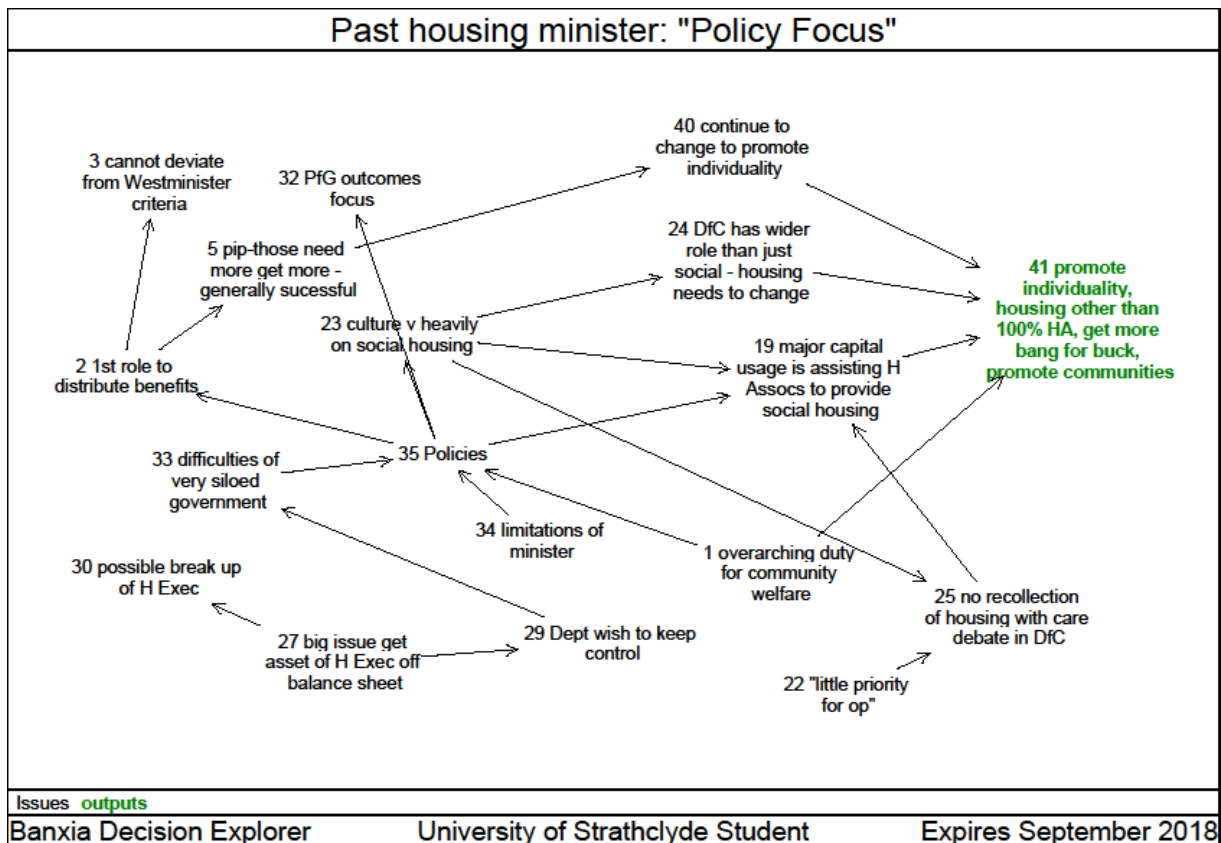 Past housing minister: "Policy Focus"
40 continue to
change to promote
individuality
3 cannot deviate
from Westminister
criteria
32 PfG outcomes
focus
24 DfC has wider
role than just
social - housing
needs to change
5 pip-those need
more get more -
generally sucessful
41 promote
individuality,
housing other than
100% HA, get more
bang for buck,
promote communities
23 culture v heavily
on social housing
19 major capital
usage is assisting H
Assocs to provide
social housing
2 1st role to
distribute benefits
35 Policies
33 difficulties of
very siloed
government
34 limitations of
minister
1 overarching duty
for community
welfare
30 possible break up
of H Exec
25 no recollection
of housing with care
debate in DfC
29 Dept wish to keep
control
27 big issue get
asset of H Exec off
balance sheet
22 "little priority
for op"
Issues outputs
Banxia Decision Explorer University of Strathclyde Student Expires September 2018